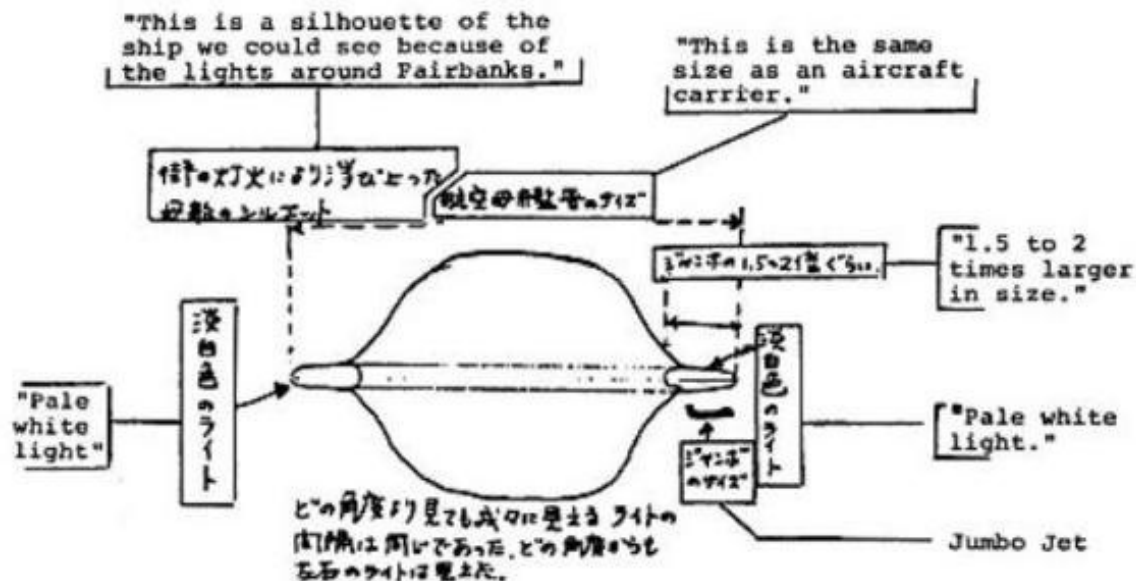 "This is a silhouette of the
ship we could see because of
the lights around Fairbanks."
"This is the same
size as an aircraft
carrier."
街の灯火により浮び上った
母船のシルエット
航空母艦のサイズ
ジャンボの1.5〜2倍ぐらい
"1.5 to 2
times larger
in size."
淡白色のライト
"Pale
white
light"
淡白色のライト
"Pale white
light."
ジャンボ
のサイズ
Jumbo Jet
どの角度より見ても我々に見えるライトの
間隔は同じであった、どの角度からも
左右のライトは見えた。